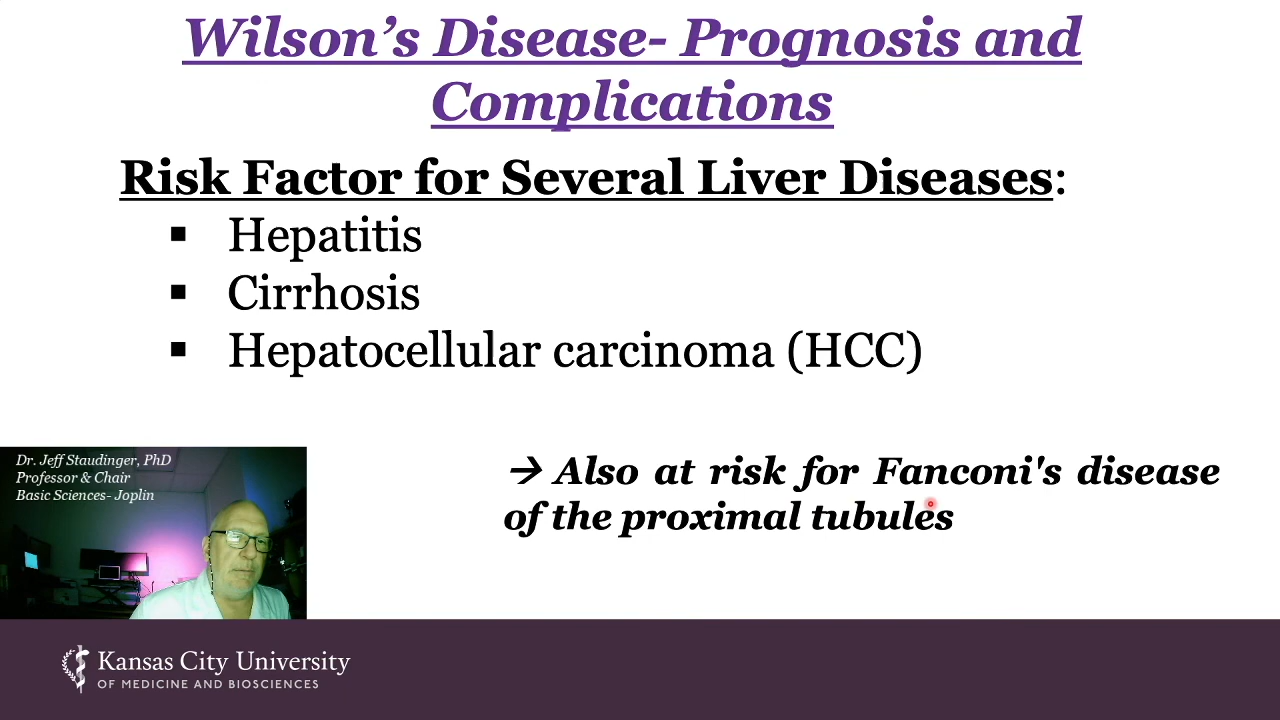 Wilson’s Disease- Prognosis and
Complications
Risk Factor for Several Liver Diseases:
▪ Hepatitis
▪ Cirrhosis
▪ Hepatocellular carcinoma (HCC)
→ Also at risk for Fanconi's disease
of the proximal tubules
Dr. Jeff Staudinger, PhD
Professor & Chair
Basic Sciences- Joplin
Kansas City University
OF MEDICINE AND BIOSCIENCES